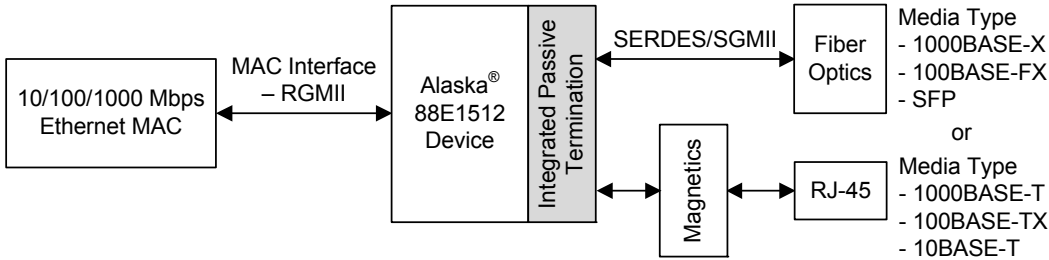 10/100/1000 Mbps
Ethernet MAC
MAC Interface
– RGMII
Alaska®
88E1512
Device
Integrated Passive
Termination
SERDES/SGMII
Fiber
Optics
Media Type
- 1000BASE-X
- 100BASE-FX
- SFP
or
Magnetics
RJ-45
Media Type
- 1000BASE-T
- 100BASE-TX
- 10BASE-T